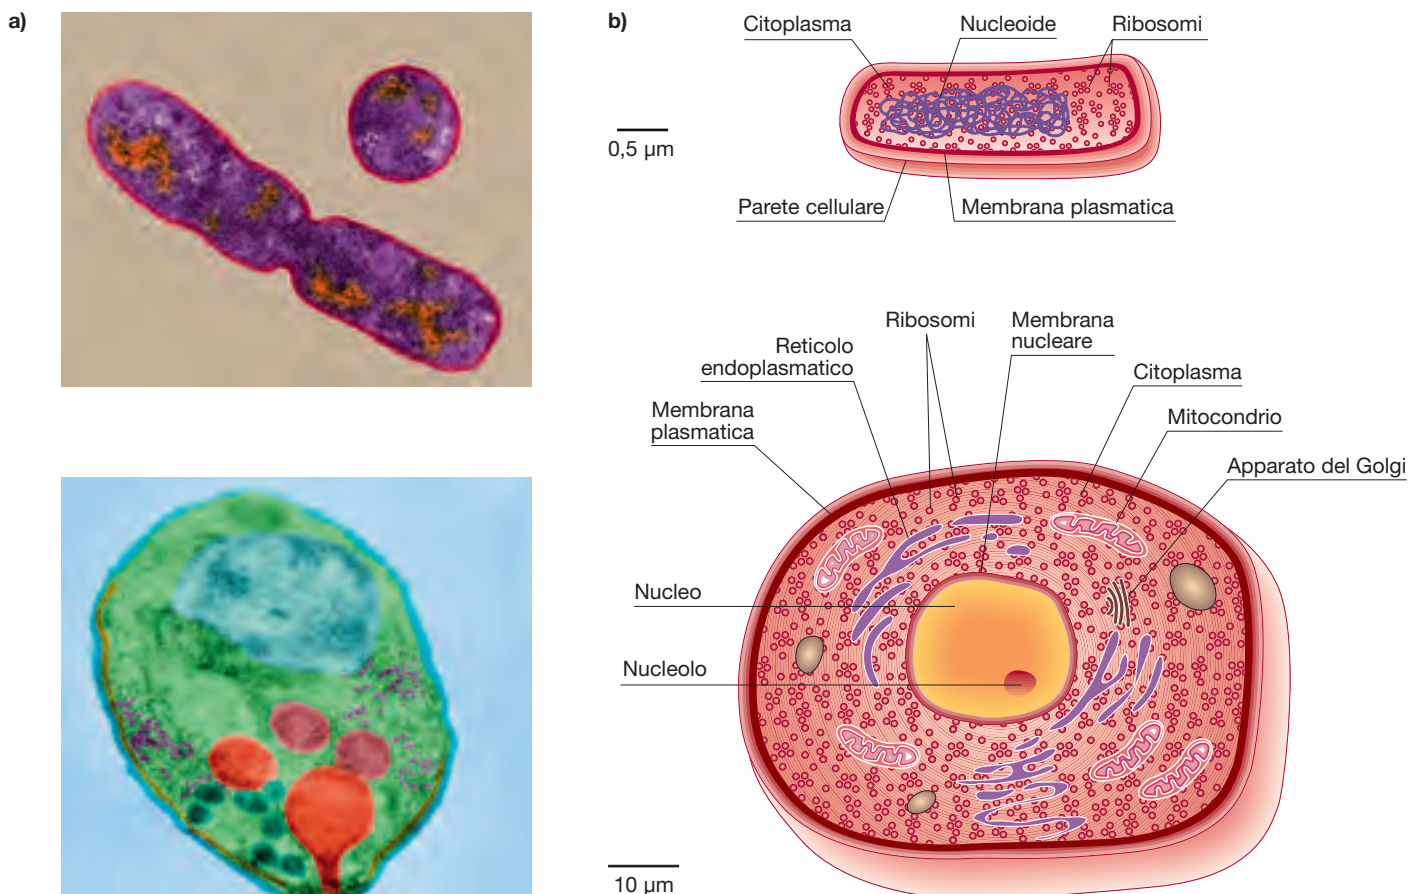 a)
b)
Citoplasma
Nucleoide
Ribosomi
0,5 µm
Parete cellulare
Membrana plasmatica
Ribosomi
Membrana
nucleare
Reticolo
endoplasmatico
Citoplasma
Membrana
plasmatica
Mitocondrio
Apparato del Golgi
Nucleo
Nucleolo
10 µm